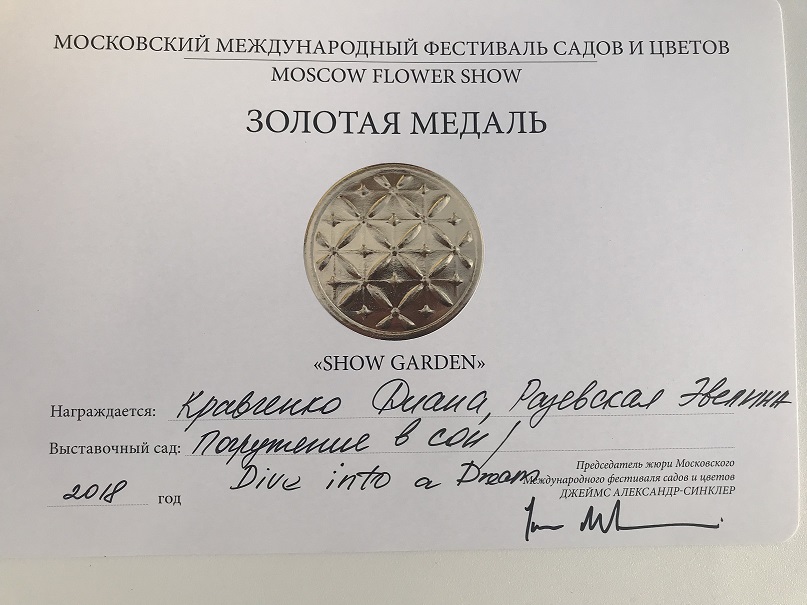 МОСКОВСКИЙ МЕЖДУНАРОДНЫЙ ФЕСТИВАЛЬ САДОВ И ЦВЕТОВ
MOSCOW FLOWER SHOW
ЗОЛОТАЯ МЕДАЛЬ
«SHOW GARDEN»
Награждается: Кравченко Диана, Разевская Эвелина
Выставочный сад: Погружение в сон /
Dive into a Dream
Председатель жюри Московского
Международного фестиваля садов и цветов
ДЖЕЙМС АЛЕКСАНДР-СИНКЛЕР
2018 год